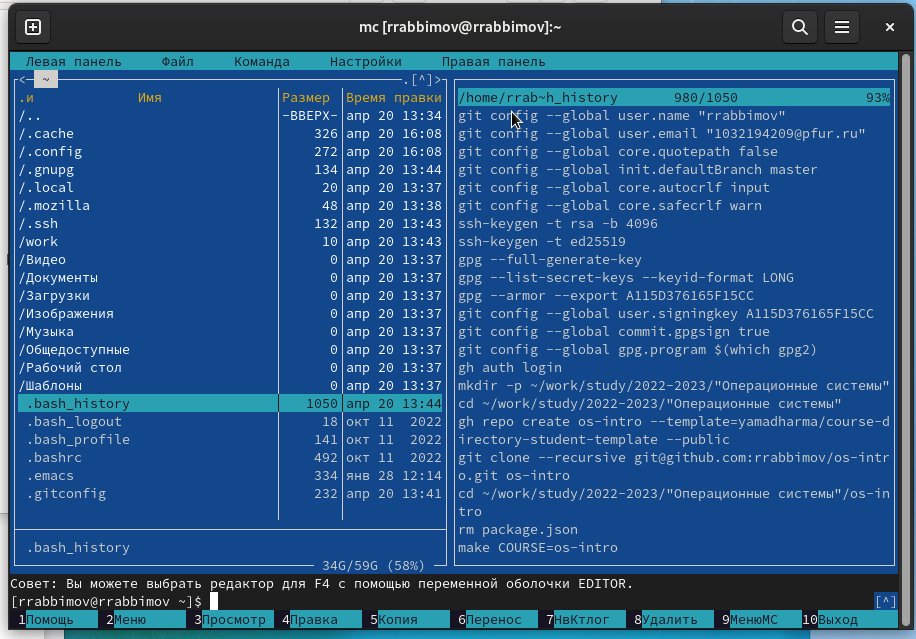 mc [rrabbimov@rrabbimov]:~
Левая панель Файл Команда Настройки Правая панель
<— ~ .[^]>
.и Имя Размер Время правки
/.. -ВВЕРХ- апр 20 13:34
/.cache 326 апр 20 16:08
/.config 272 апр 20 16:08
/.gnupg 134 апр 20 13:44
/.local 20 апр 20 13:37
/.mozilla 48 апр 20 13:38
/.ssh 132 апр 20 13:43
/work 10 апр 20 13:43
/Видео 0 апр 20 13:37
/Документы 0 апр 20 13:37
/Загрузки 0 апр 20 13:37
/Изображения 0 апр 20 13:37
/Музыка 0 апр 20 13:37
/Общедоступные 0 апр 20 13:37
/Рабочий стол 0 апр 20 13:37
/Шаблоны 0 апр 20 13:37
.bash_history 1050 апр 20 13:44
.bash_logout 18 окт 11 2022
.bash_profile 141 окт 11 2022
.bashrc 492 окт 11 2022
.emacs 334 янв 28 12:14
.gitconfig 232 апр 20 13:41
.bash_history
34G/59G (58%)
/home/rrab~h_history 980/1050 93%
git config --global user.name "rrabbimov"
git config --global user.email "1032194209@pfur.ru"
git config --global core.quotepath false
git config --global init.defaultBranch master
git config --global core.autocrlf input
git config --global core.safecrlf warn
ssh-keygen -t rsa -b 4096
ssh-keygen -t ed25519
gpg --full-generate-key
gpg --list-secret-keys --keyid-format LONG
gpg --armor --export A115D376165F15CC
git config --global user.signingkey A115D376165F15CC
git config --global commit.gpgsign true
git config --global gpg.program $(which gpg2)
gh auth login
mkdir -p ~/work/study/2022-2023/"Операционные системы"
cd ~/work/study/2022-2023/"Операционные системы"
gh repo create os-intro --template=yamadharma/course-d
irectory-student-template --public
git clone --recursive git@github.com:rrabbimov/os-intr
o.git os-intro
cd ~/work/study/2022-2023/"Операционные системы"/os-in
tro
rm package.json
make COURSE=os-intro
Совет: Вы можете выбрать редактор для F4 с помощью переменной оболочки EDITOR.
[rrabbimov@rrabbimov ~]$ [^]
1Помощь 2Меню 3Просмотр 4Правка 5Копия 6Перенос 7НвКтлог 8Удалить 9МенюМС 10Выход